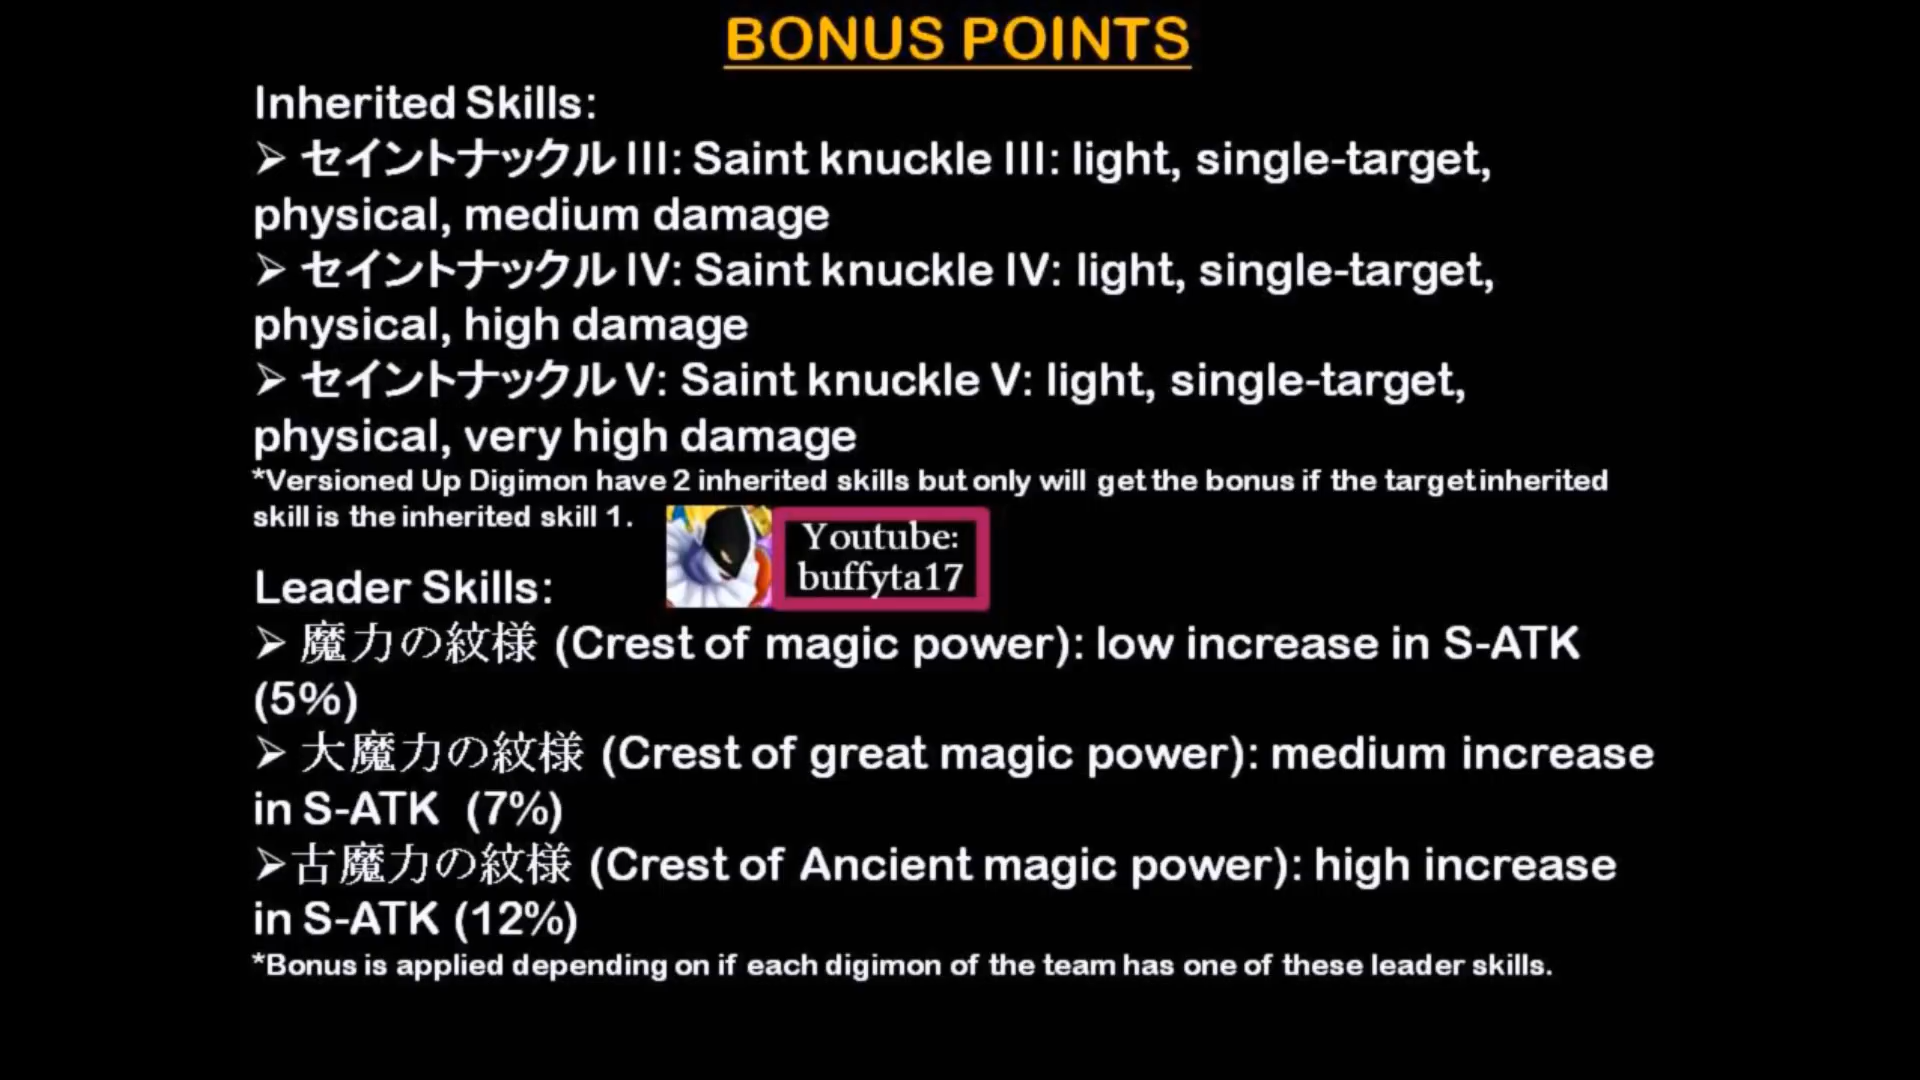 BONUS POINTS
Inherited Skills:
➢ セイントナックル III: Saint knuckle III: light, single-target,
physical, medium damage
➢ セイントナックル IV: Saint knuckle IV: light, single-target,
physical, high damage
➢ セイントナックル V: Saint knuckle V: light, single-target,
physical, very high damage
*Versioned Up Digimon have 2 inherited skills but only will get the bonus if the target inherited
skill is the inherited skill 1.
Youtube:
buffyta17
Leader Skills:
➢ 魔力の紋様 (Crest of magic power): low increase in S-ATK
(5%)
➢ 大魔力の紋様 (Crest of great magic power): medium increase
in S-ATK (7%)
➢古魔力の紋様 (Crest of Ancient magic power): high increase
in S-ATK (12%)
*Bonus is applied depending on if each digimon of the team has one of these leader skills.